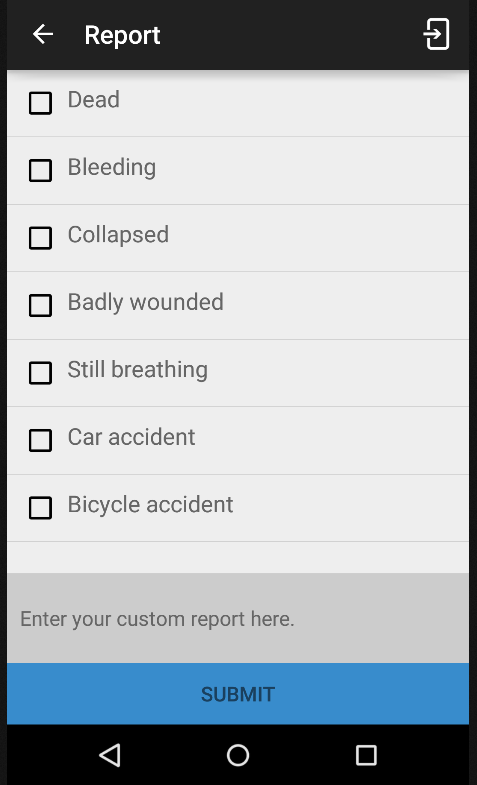 Report
Dead
Bleeding
Collapsed
Badly wounded
Still breathing
Car accident
Bicycle accident
Enter your custom report here.
SUBMIT